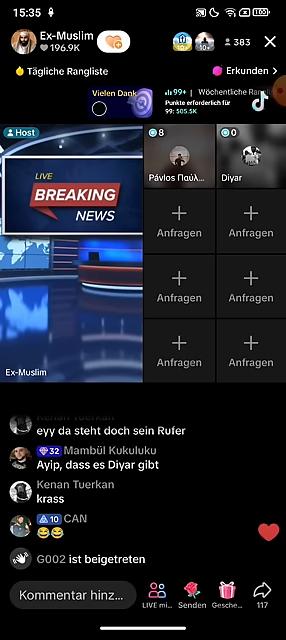 15:35
100
Ex-Muslim
196.9K
10+
383
Tägliche Rangliste
Erkunden >
Vielen Dank
99+ | Wöchentliche Rang
Punkte erforderlich für
99: 505.5K
Host
LIVE
BREAKING
NEWS
Ex-Muslim
8
Pávlos Παύλ...
0
Diyar
Anfragen
Anfragen
Anfragen
Anfragen
Anfragen
Anfragen
Kenan Tuerkan
eyy da steht doch sein Rufer
32 Mambül Kukuluku
Ayip, dass es Diyar gibt
Kenan Tuerkan
krass
10 CAN
😂😂
G002 ist beigetreten
Kommentar hinz...
LIVE mi...
Senden
Gesche...
117